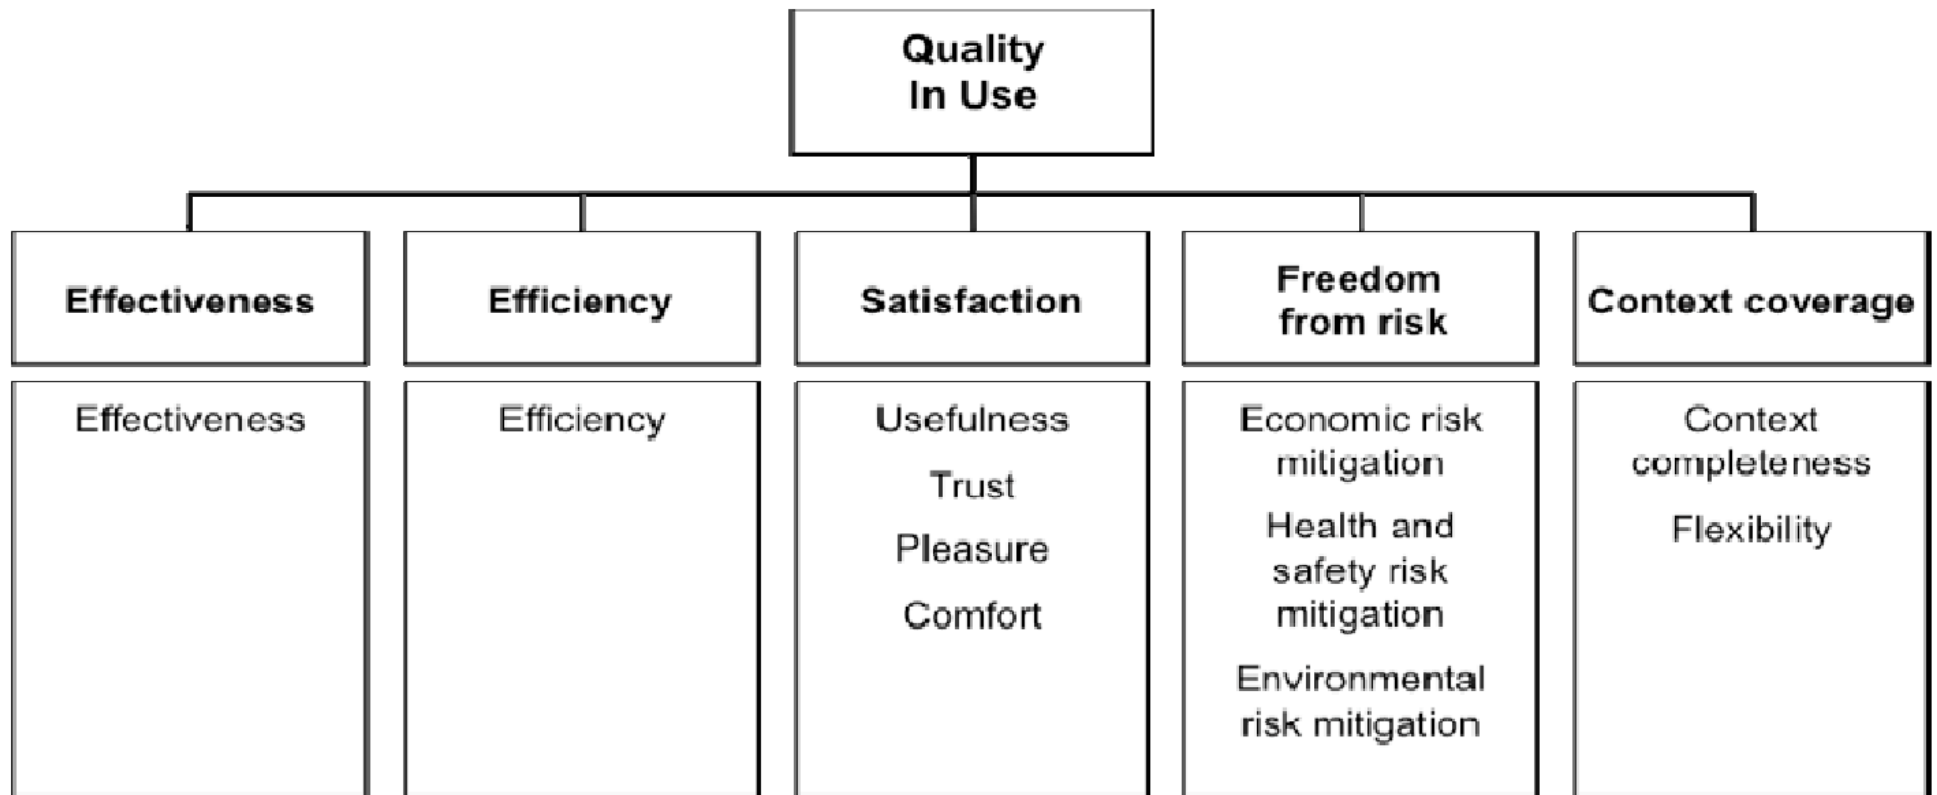 Quality
In Use
Effectiveness
Efficiency
Satisfaction
Freedom
from risk
Context coverage
Effectiveness
Efficiency
Usefulness
Trust
Pleasure
Comfort
Economic risk
mitigation
Health and
safety risk
mitigation
Environmental
risk mitigation
Context
completeness
Flexibility